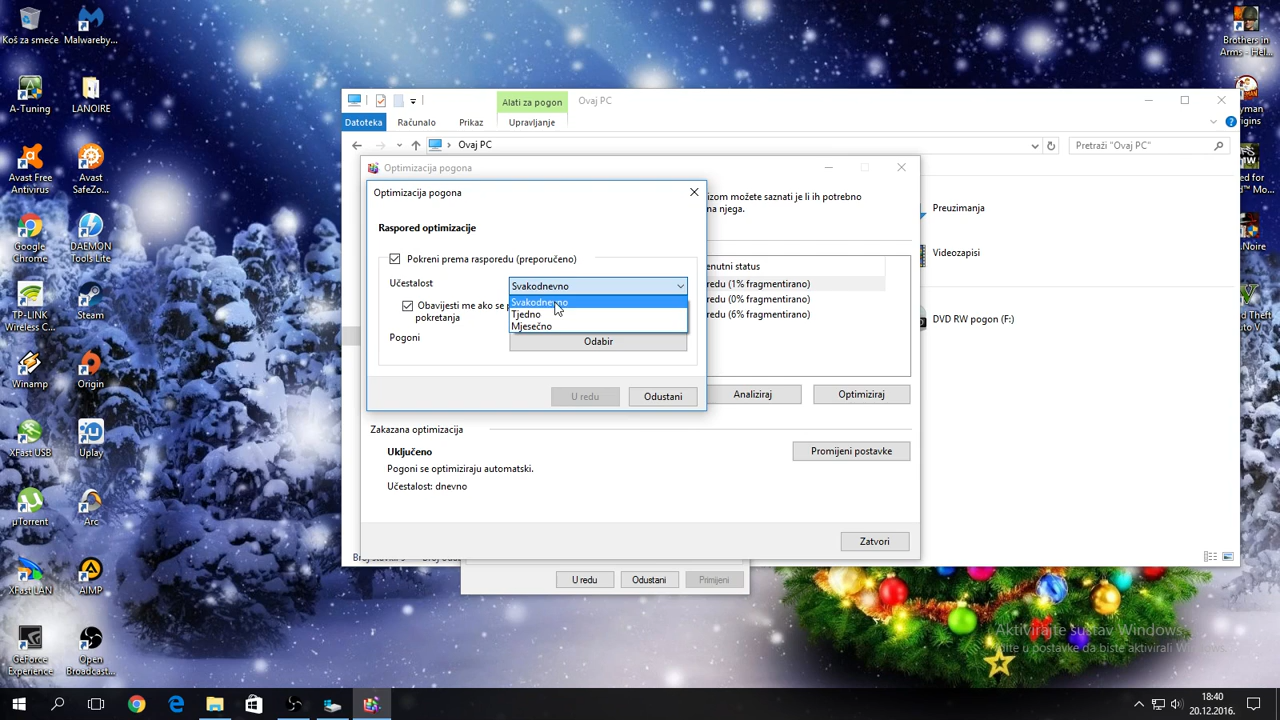 Koš za smeće
Malwareby...
A-Tuning
LANOIRE
Avast Free
Antivirus
Avast
SafeZo...
Google
Chrome
DAEMON
Tools Lite
TP-LINK
Wireless C...
Steam
Winamp
Origin
XFast USB
Uplay
µTorrent
Arc
XFast LAN
AIMP
GeForce
Experience
Open
Broadcast...
Brothers in
Arms - Hel...
Alati za pogon
Ovaj PC
Datoteka
Računalo
Prikaz
Upravljanje
Ovaj PC
Pretraži "Ovaj PC"
Preuzimanja
Videozapisi
DVD RW pogon (F:)
Optimizacija pogona
izom možete saznati je li ih potrebno
na njega.
enutni status
redu (1% fragmentirano)
redu (0% fragmentirano)
redu (6% fragmentirano)
Analiziraj
Optimiziraj
Zakazana optimizacija
Uključeno
Pogoni se optimiziraju automatski.
Učestalost: dnevno
Promijeni postavke
Zatvori
Optimizacija pogona
Raspored optimizacije
Pokreni prema rasporedu (preporučeno)
Učestalost
Svakodnevno
Svakodnevno
Tjedno
Mjesečno
Obavijesti me ako se
pokretanja
Pogoni
Odabir
U redu
Odustani
U redu
Odustani
Primijeni
Aktivirajte sustav Windows
Idite u postavke da biste aktivirali Windows.
18:40
20.12.2016.